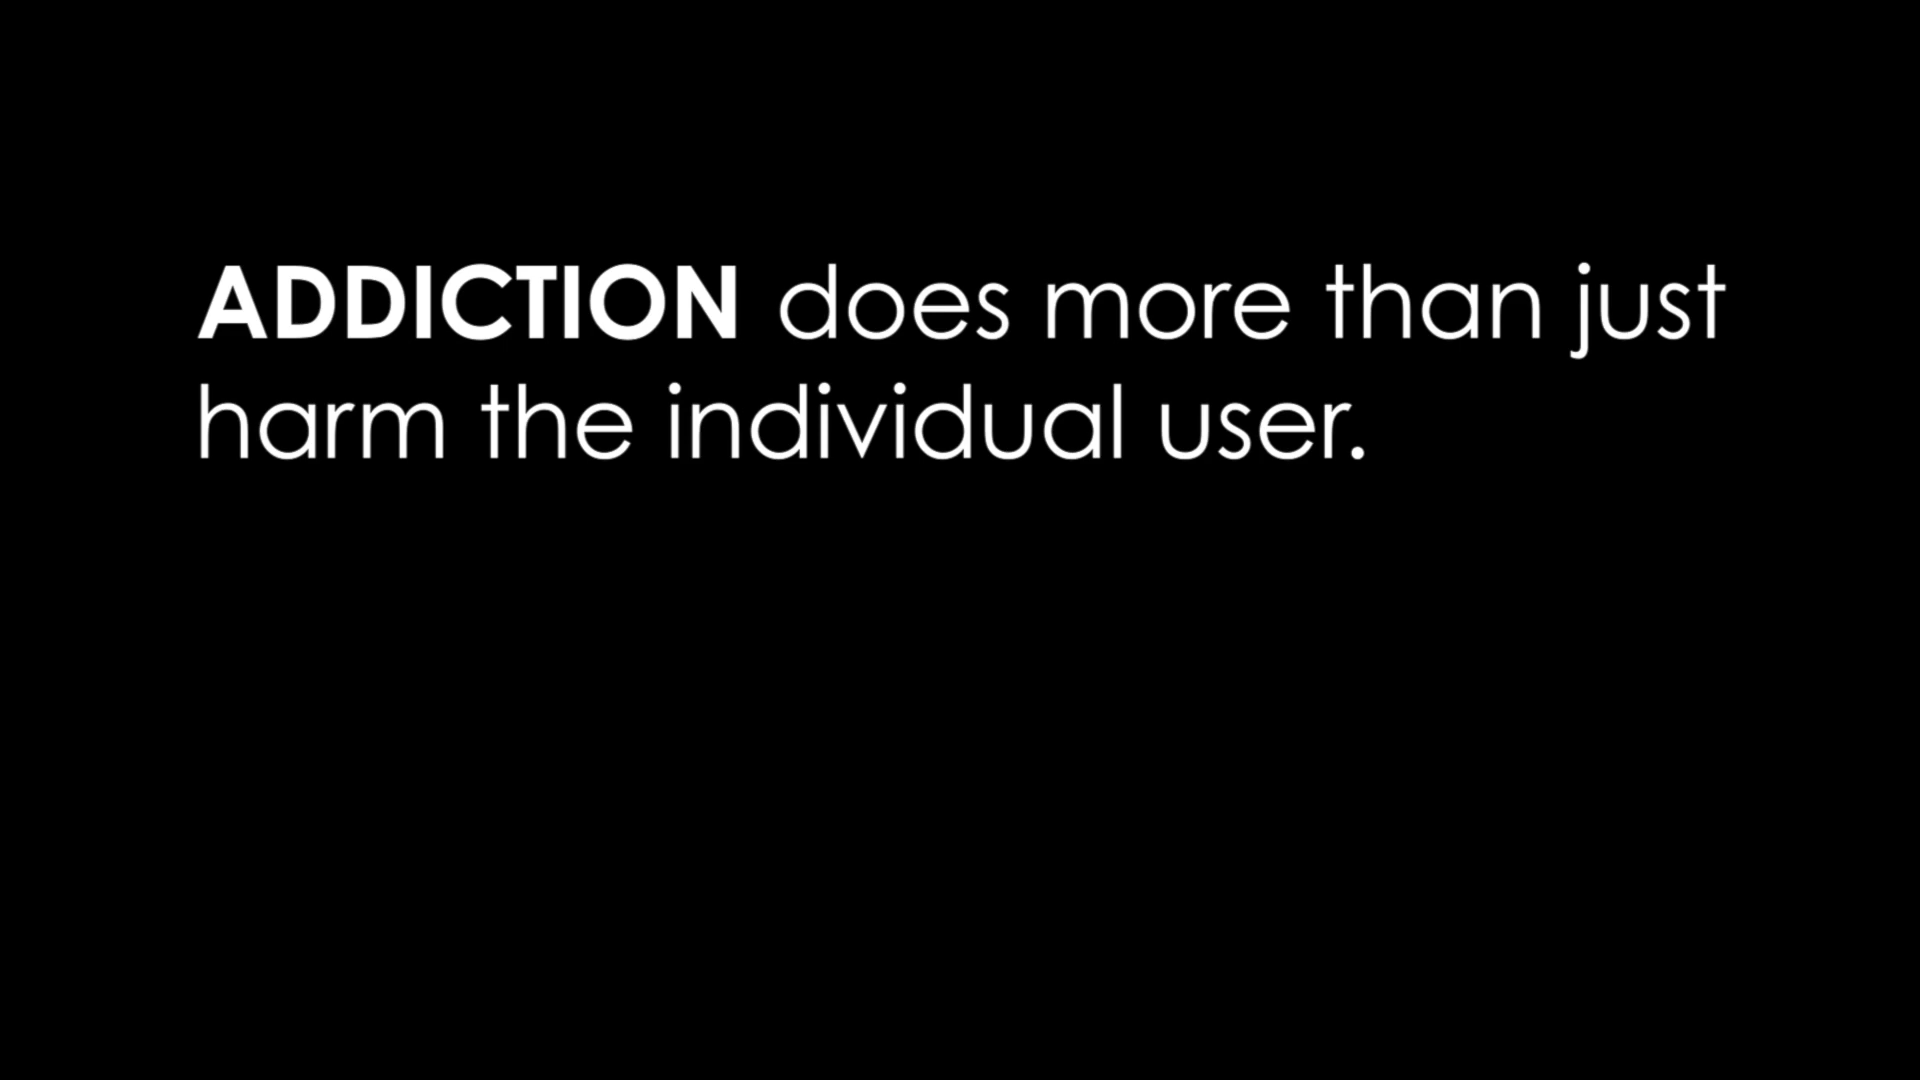 ADDICTION does more than just
harm the individual user.